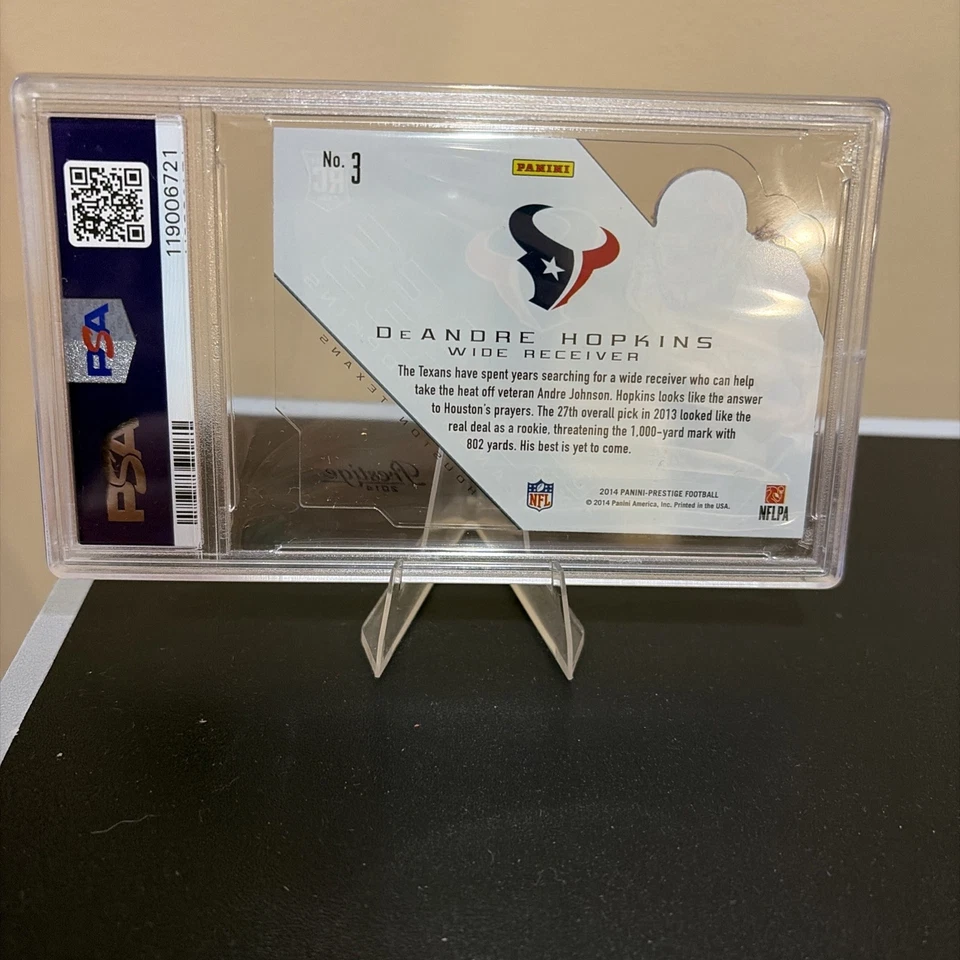 119006721
PSA
PSA
No. 3
PANINI
DEANDRE HOPKINS
WIDE RECEIVER
The Texans have spent years searching for a wide receiver who can help
take the heat off veteran Andre Johnson. Hopkins looks like the answer
to Houston's prayers. The 27th overall pick in 2013 looked like the
real deal as a rookie, threatening the 1,000-yard mark with
802 yards. His best is yet to come.
TEXANS
Prestige
2014
NFL
2014 PANINI-PRESTIGE FOOTBALL
© 2014 Panini America, Inc. Printed in the USA.
NFLPA